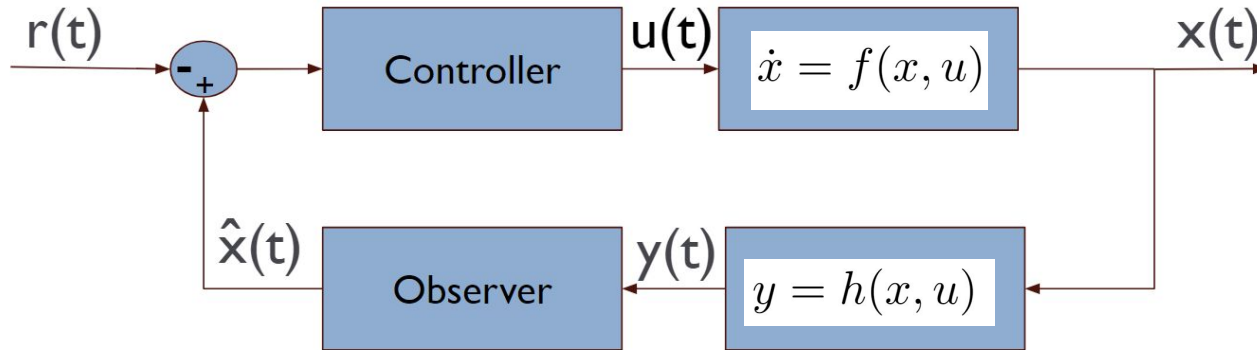 r(t)
-
+
Controller
u(t)
ẋ = f(x, u)
x(t)
x̂(t)
Observer
y(t)
y = h(x, u)